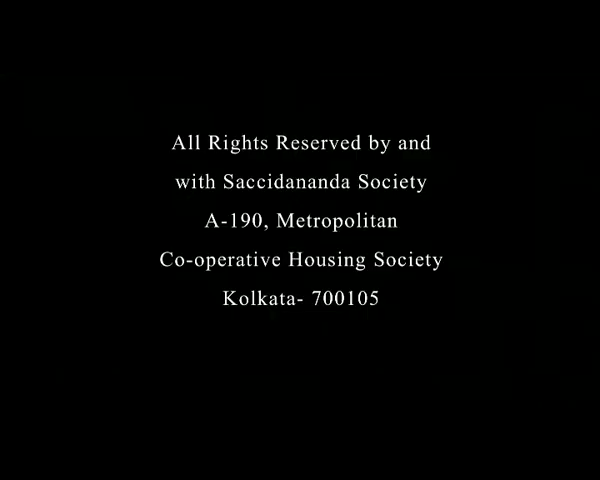 All Rights Reserved by and
with Saccidananda Society
A-190, Metropolitan
Co-operative Housing Society
Kolkata- 700105